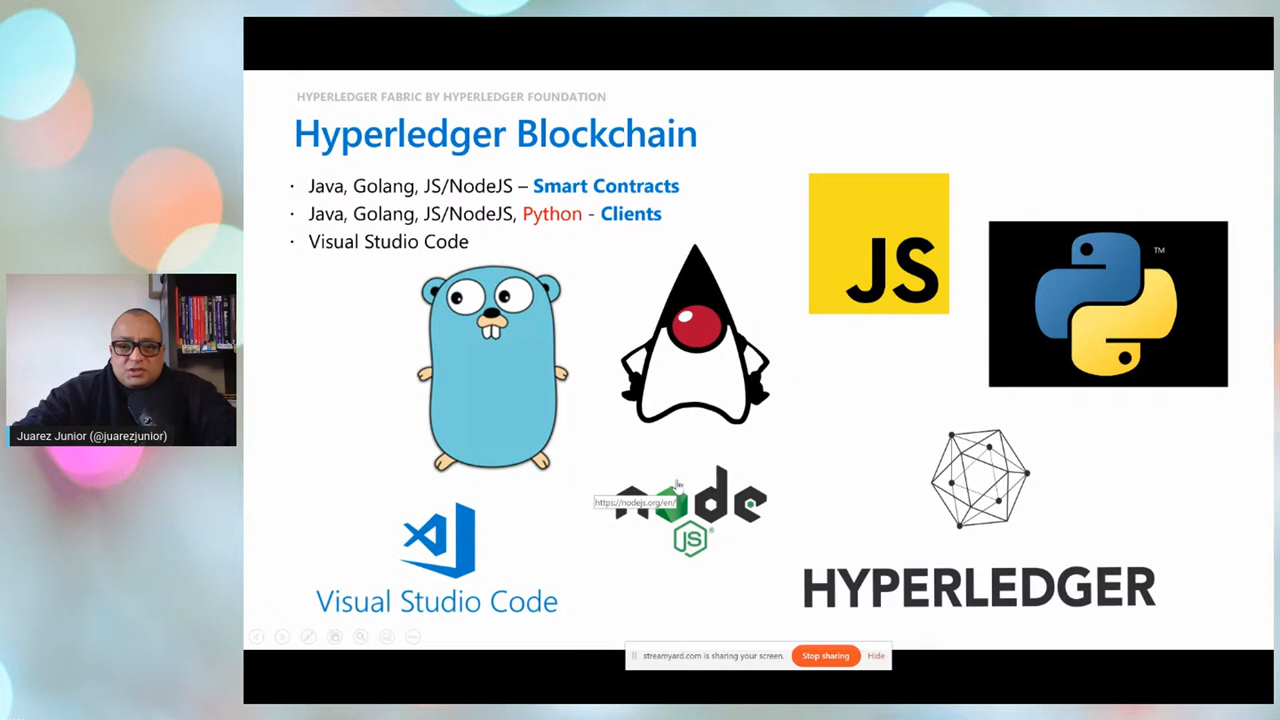 HYPERLEDGER FABRIC BY HYPERLEDGER FOUNDATION
Hyperledger Blockchain
· Java, Golang, JS/NodeJS – Smart Contracts
· Java, Golang, JS/NodeJS, Python - Clients
· Visual Studio Code
JS
TM
Juarez Junior (@juarezjunior)
https://nodejs.org/en/
node
JS
®
Visual Studio Code
HYPERLEDGER
streamyard.com is sharing your screen.
Stop sharing
Hide